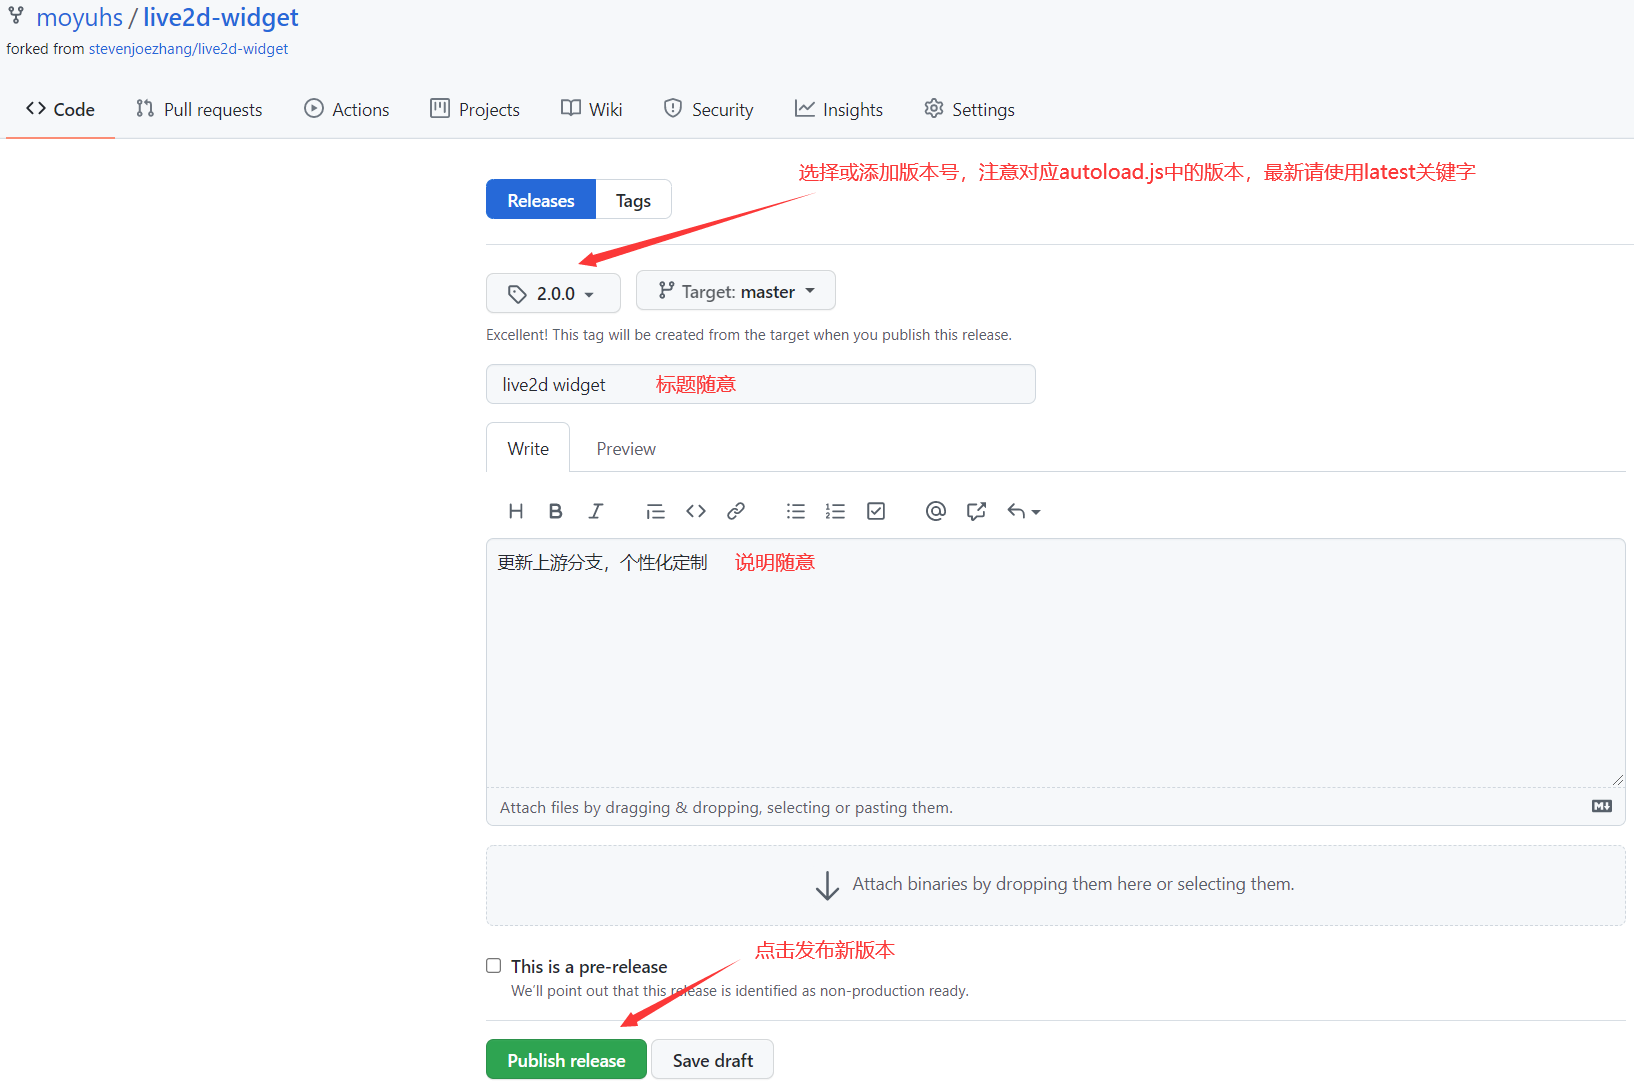 moyuhs / live2d-widget
forked from stevenjoezhang/live2d-widget
Code Pull requests Actions Projects Wiki Security Insights Settings
选择或添加版本号，注意对应autoload.js中的版本，最新请使用latest关键字
Releases Tags
2.0.0 Target: master
Excellent! This tag will be created from the target when you publish this release.
live2d widget 标题随意
Write Preview
更新上游分支，个性化定制 说明随意
Attach files by dragging & dropping, selecting or pasting them.
Attach binaries by dropping them here or selecting them.
点击发布新版本
This is a pre-release
We'll point out that this release is identified as non-production ready.
Publish release Save draft